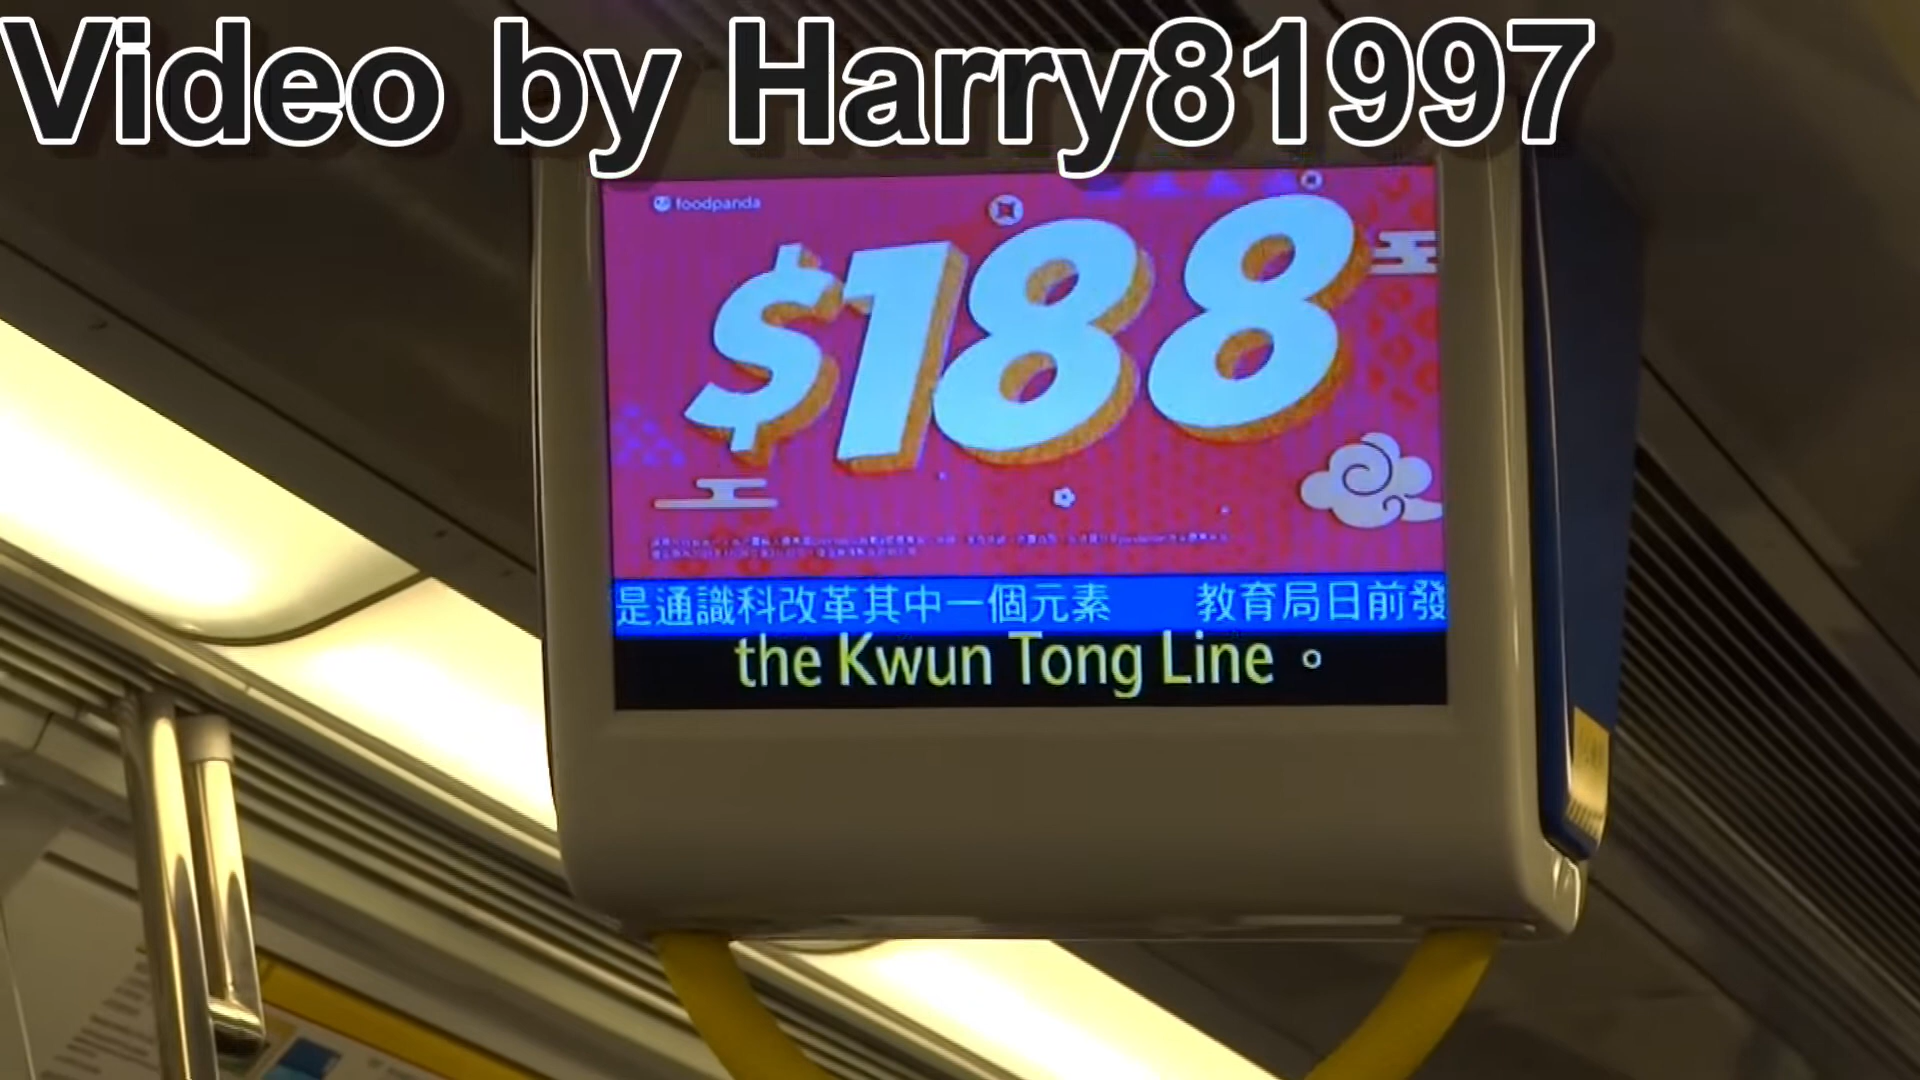 Video by Harry81997
foodpanda
$188
是通識科改革其中一個元素 教育局日前發
the Kwun Tong Line。